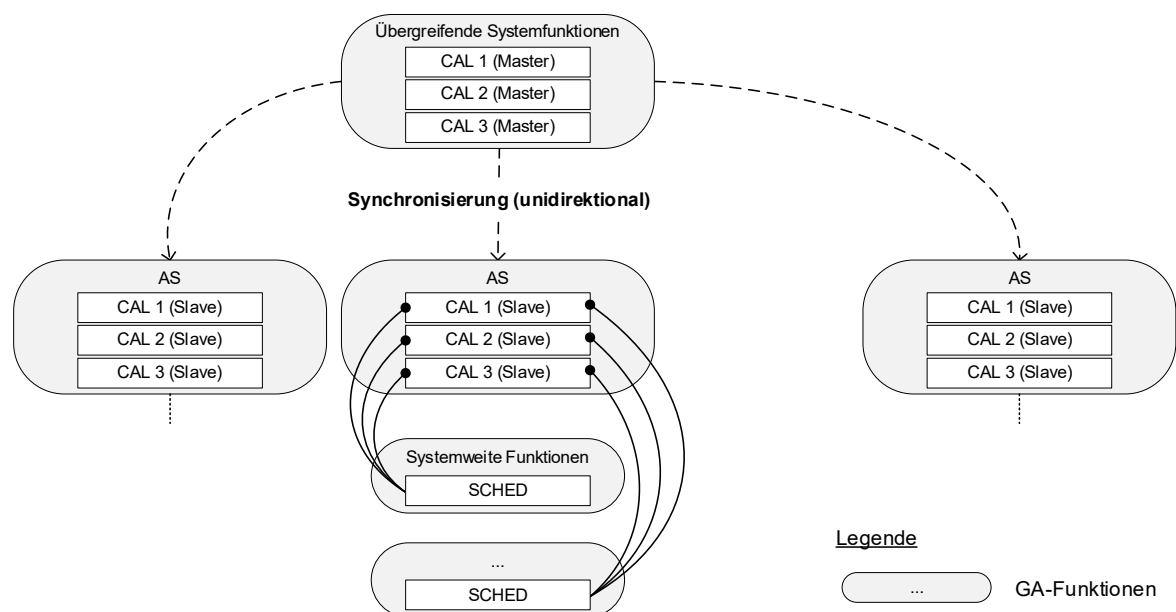 Übergreifende Systemfunktionen
CAL 1 (Master)
CAL 2 (Master)
CAL 3 (Master)
Synchronisierung (unidirektional)
AS
CAL 1 (Slave)
CAL 2 (Slave)
CAL 3 (Slave)
AS
CAL 1 (Slave)
CAL 2 (Slave)
CAL 3 (Slave)
AS
CAL 1 (Slave)
CAL 2 (Slave)
CAL 3 (Slave)
Systemweite Funktionen
SCHED
...
SCHED
Legende
...
GA-Funktionen